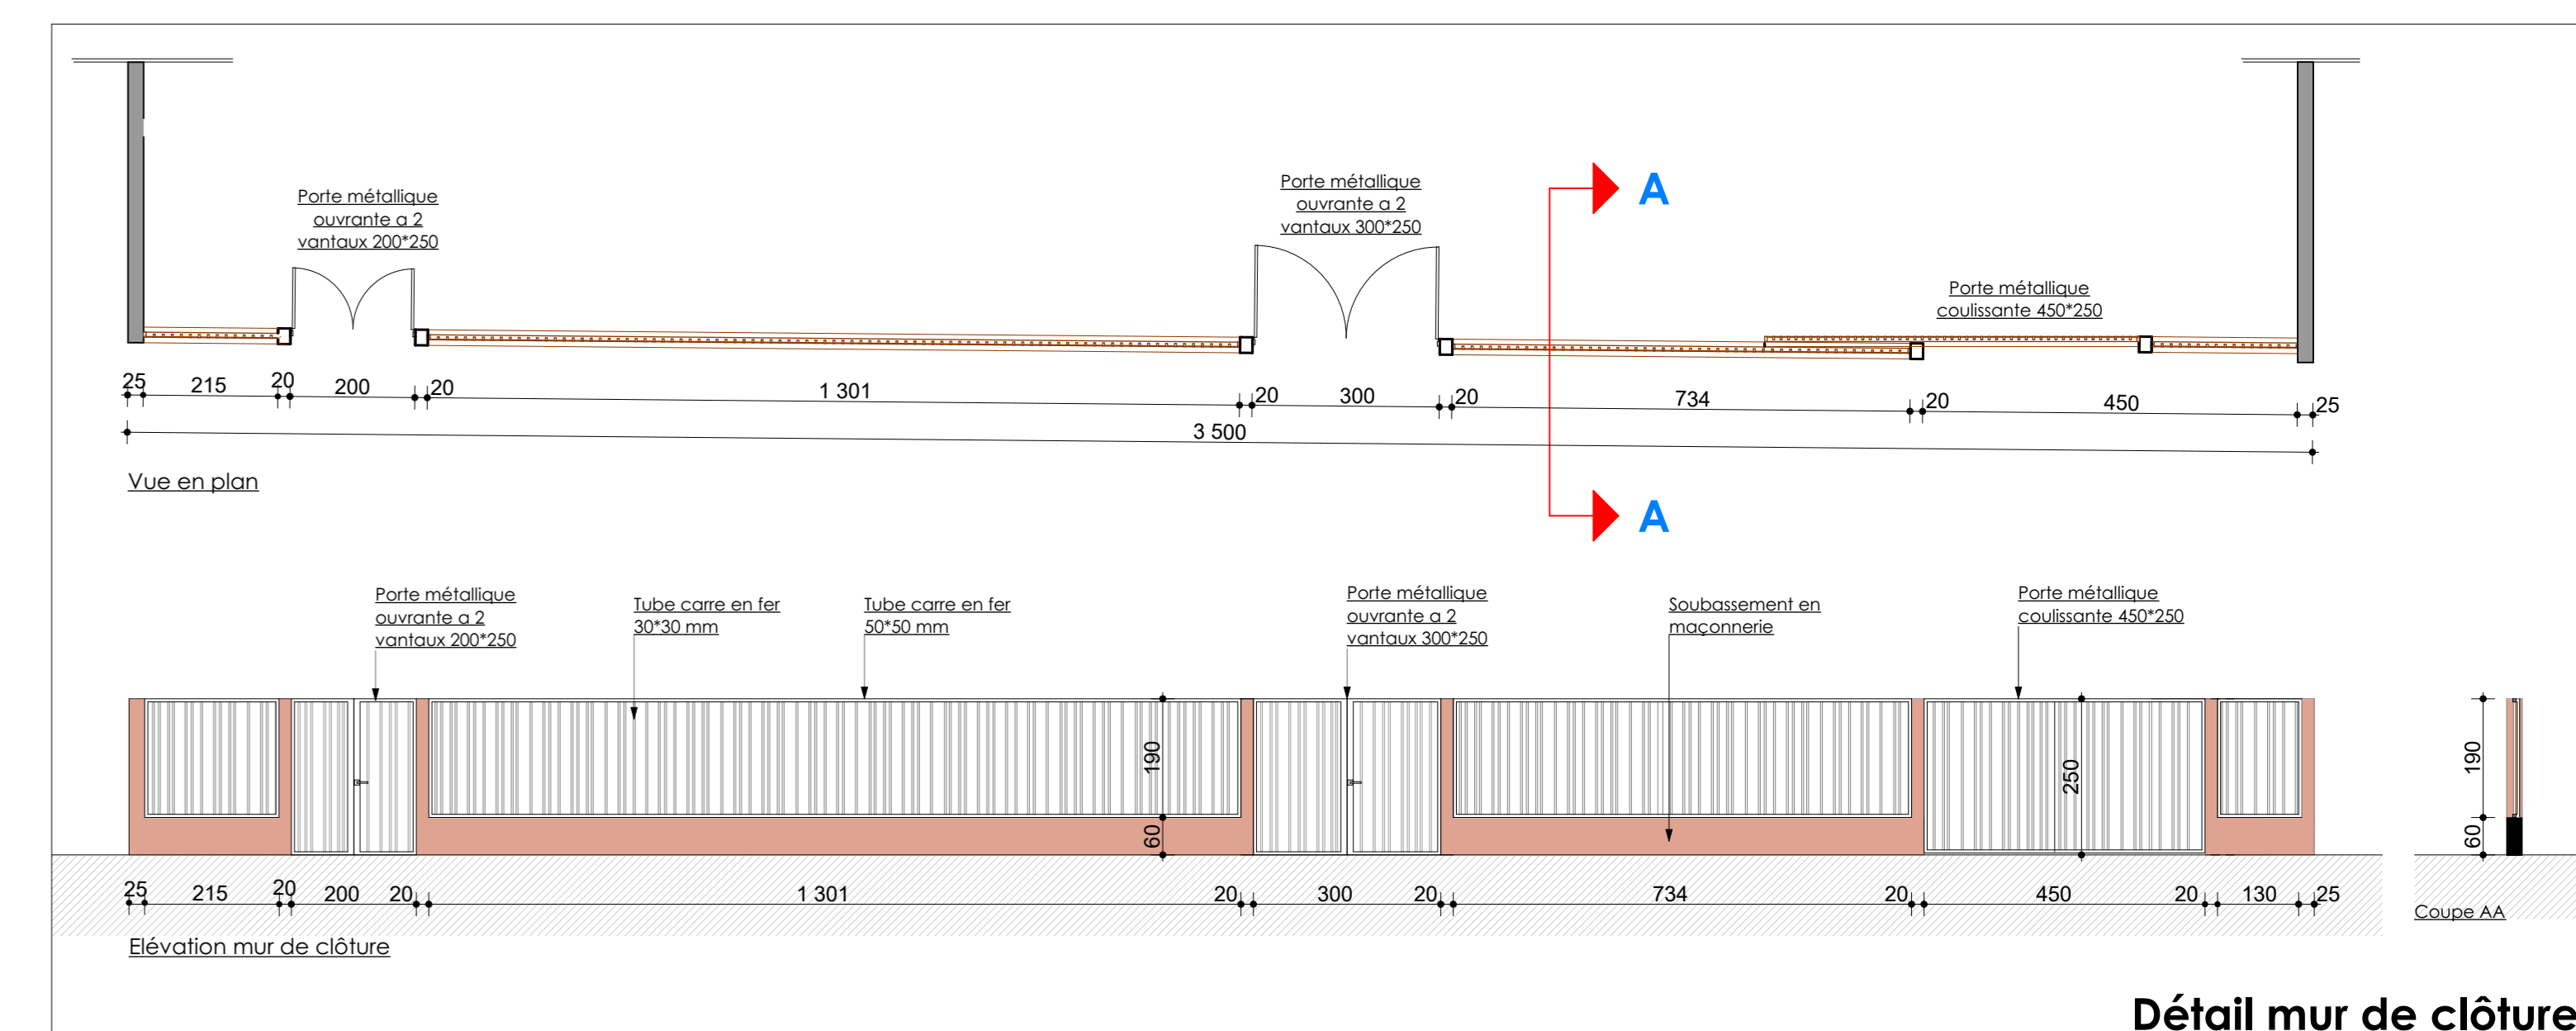 Porte métallique
ouvrante a 2
vantaux 200*250
Porte métallique
ouvrante a 2
vantaux 300*250
A
Porte métallique
coulissante 450*250
25 215 20 200 20 1 301 20 300 20 734 20 450 25
3 500
Vue en plan
A
Porte métallique
ouvrante a 2
vantaux 200*250
Tube carre en fer
30*30 mm
Tube carre en fer
50*50 mm
Porte métallique
ouvrante a 2
vantaux 300*250
Soubassement en
maçonnerie
Porte métallique
coulissante 450*250
190
60
250
190
60
25 215 20 200 20 1 301 20 300 20 734 20 450 20 130 25
Coupe AA
Elévation mur de clôture
Détail mur de clôture